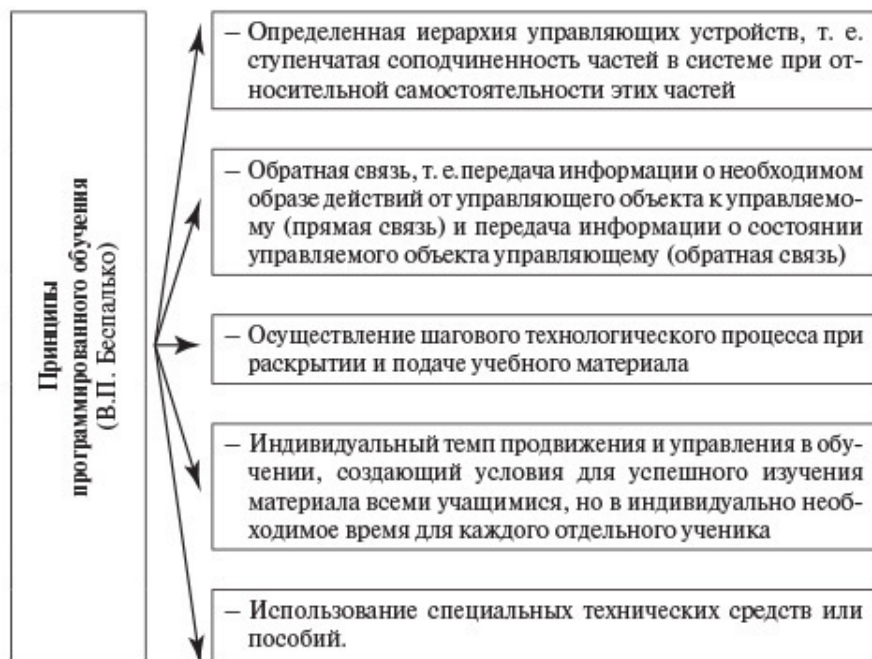 Принципы
программированного обучения
(В.П. Беспалько)
– Определенная иерархия управляющих устройств, т. е.
ступенчатая соподчиненность частей в системе при от-
носительной самостоятельности этих частей
– Обратная связь, т. е.передача информации о необходимом
образе действий от управляющего объекта к управляемо-
му (прямая связь) и передача информации о состоянии
управляемого объекта управляющему (обратная связь)
– Осуществление шагового технологического процесса при
раскрытии и подаче учебного материала
– Индивидуальный темп продвижения и управления в обу-
чении, создающий условия для успешного изучения
материала всеми учащимися, но в индивидуально необ-
ходимое время для каждого отдельного ученика
– Использование специальных технических средств или
пособий.